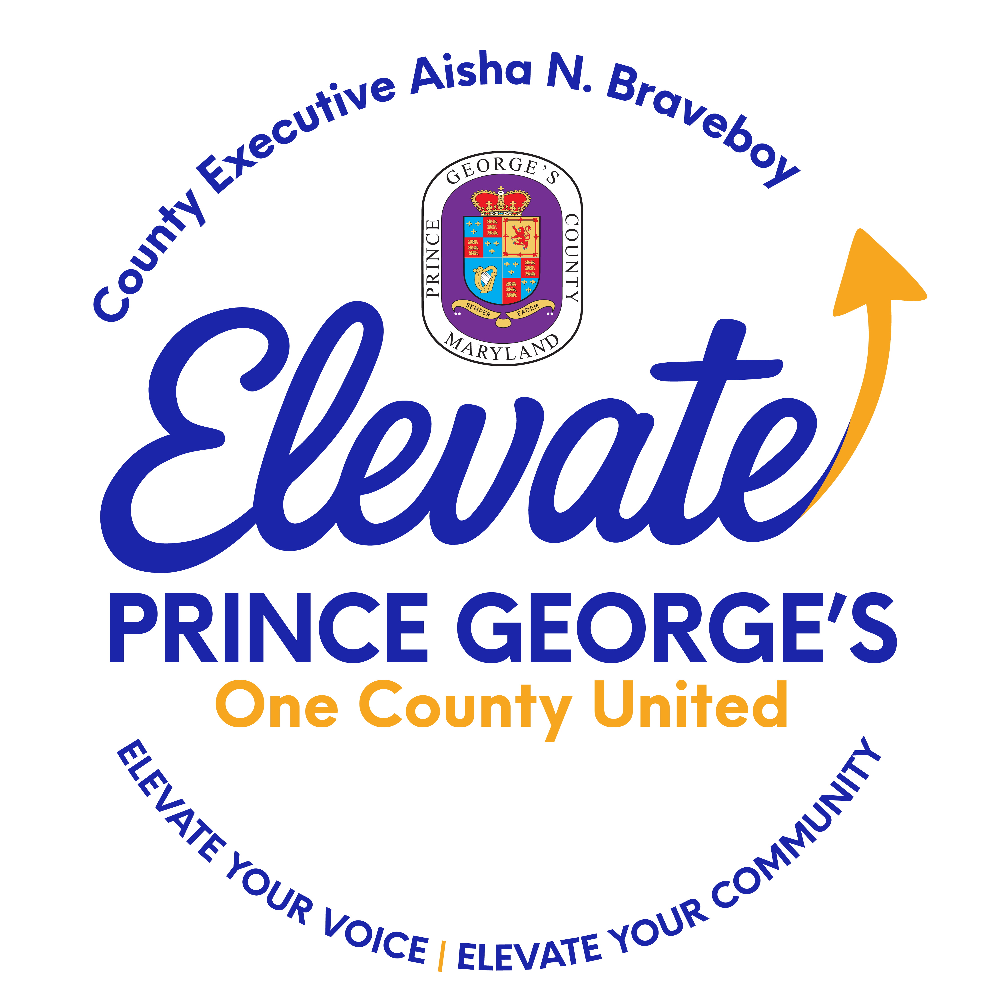 County Executive Aisha N. Braveboy
PRINCE GEORGE'S COUNTY
MARYLAND
SEMPER EADEM
Elevate
PRINCE GEORGE'S
One County United
ELEVATE YOUR VOICE | ELEVATE YOUR COMMUNITY